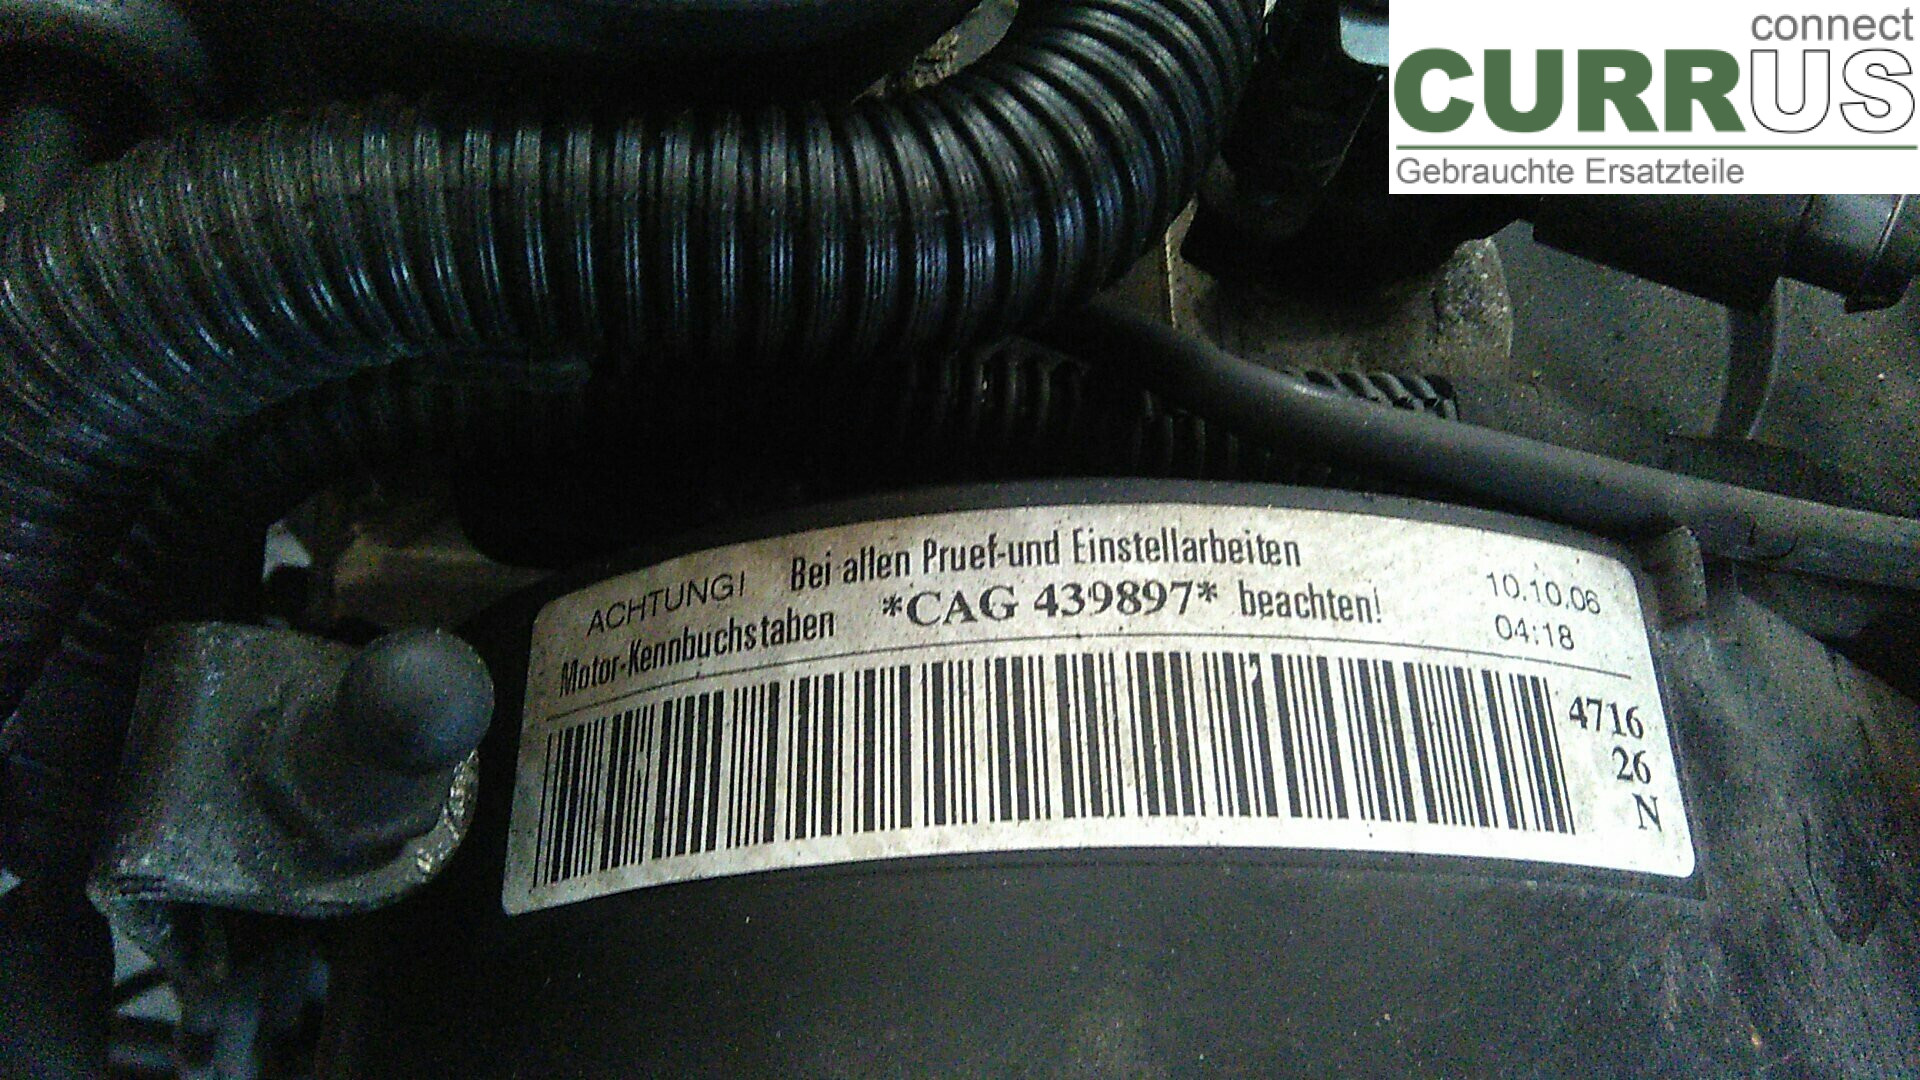 connect
CURRUS
Gebrauchte Ersatzteile
ACHTUNG! Bei allen Pruef-und Einstellarbeiten
Motor-Kennbuchstaben *CAG 439897* beachten!
10.10.06
04:18
4716
26
N